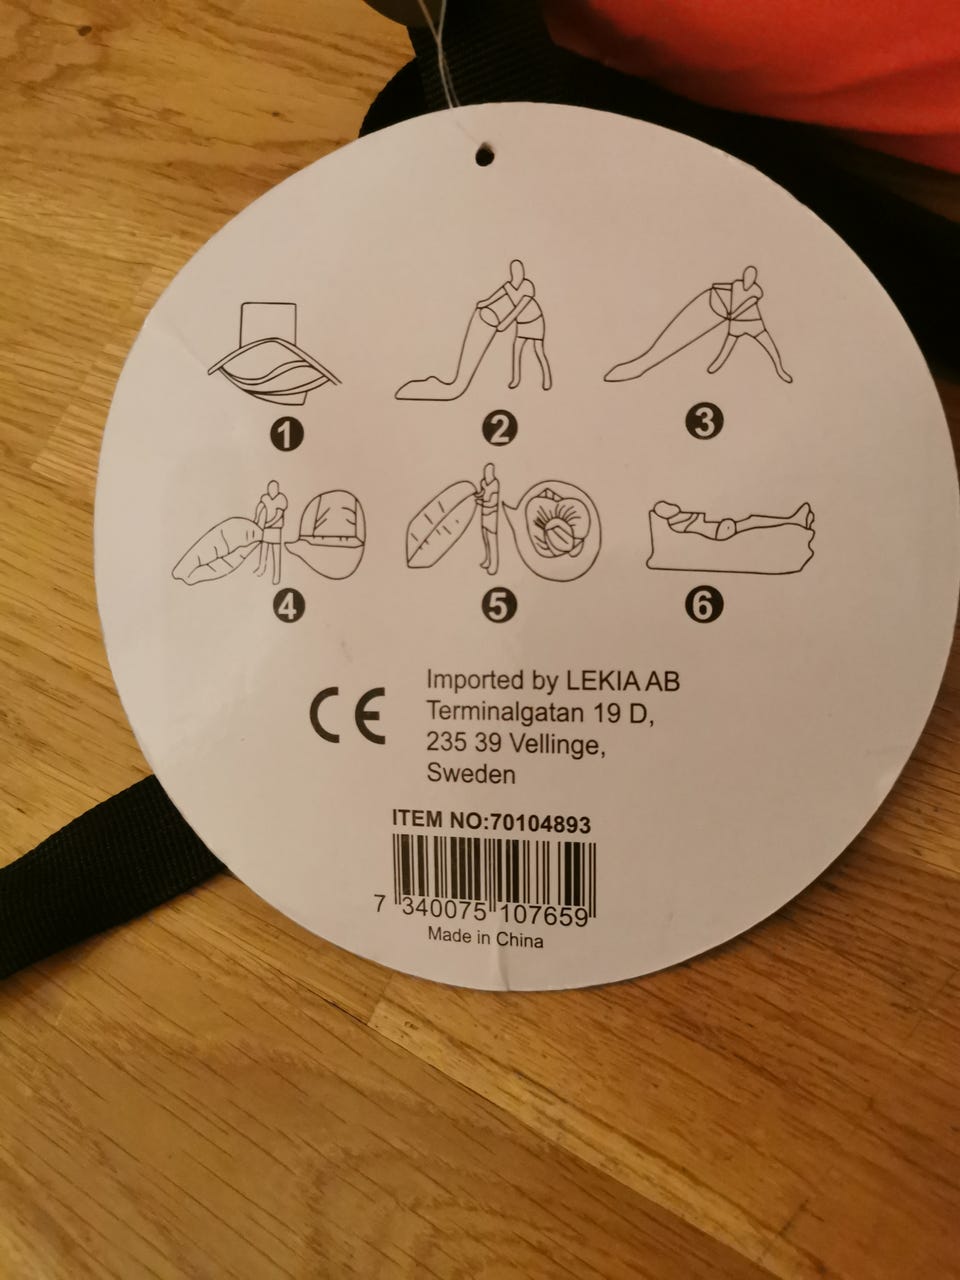 1
2
3
4
5
6
CE
Imported by LEKIA AB
Terminalgatan 19 D,
235 39 Vellinge,
Sweden
ITEM NO:70104893
7 340075 107659
Made in China